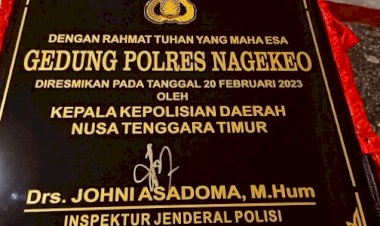 DENGAN RAHMAT TUHAN YANG MAHA ESA
GEDUNG POLRES NAGEKEO
DIRESMIKAN PADA TANGGAL 20 FEBRUARI 2023
OLEH
KEPALA KEPOLISIAN DAERAH
NUSA TENGGARA TIMUR
Drs. JOHNI ASADOMA, M.Hum
INSPEKTUR JENDERAL POLISI